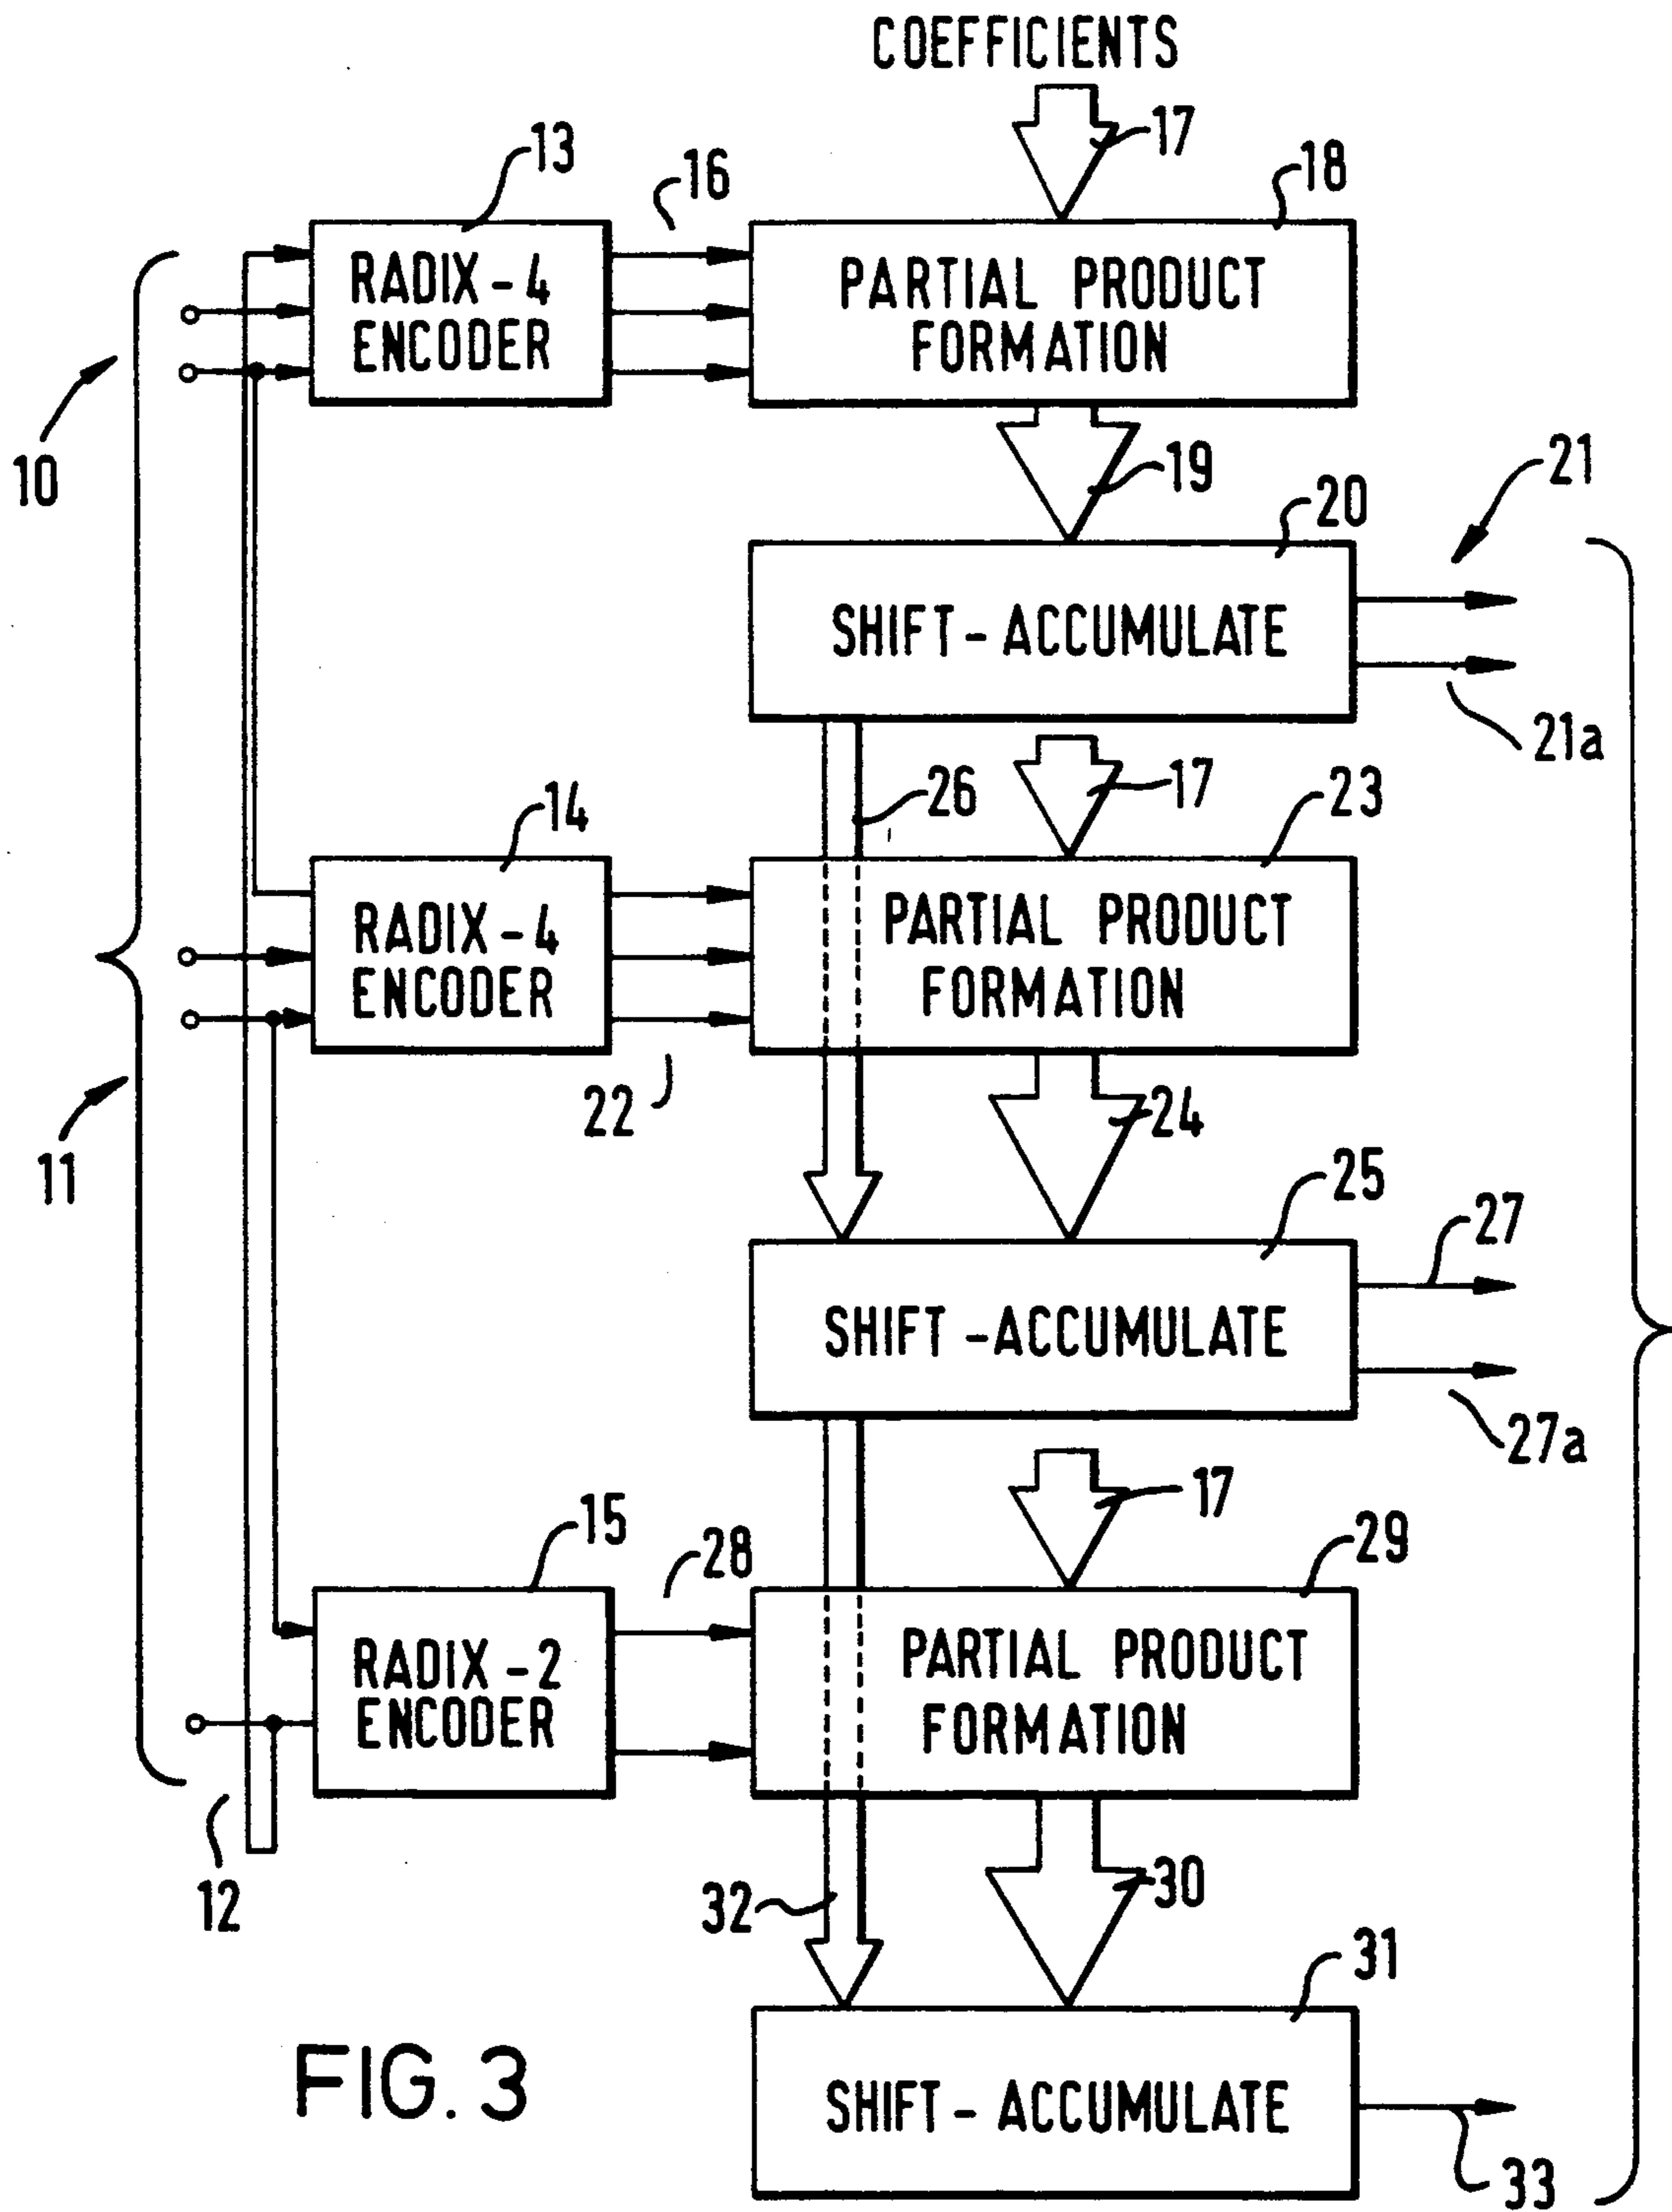 COEFFICIENTS
17
13
16
18
RADIX-4
ENCODER
PARTIAL PRODUCT
FORMATION
10
19
20
21
SHIFT-ACCUMULATE
21a
26
17
23
14
RADIX-4
ENCODER
PARTIAL PRODUCT
FORMATION
22
24
11
25
27
SHIFT-ACCUMULATE
27a
17
15
28
29
RADIX-2
ENCODER
PARTIAL PRODUCT
FORMATION
12
32
30
31
FIG. 3
SHIFT- ACCUMULATE
33